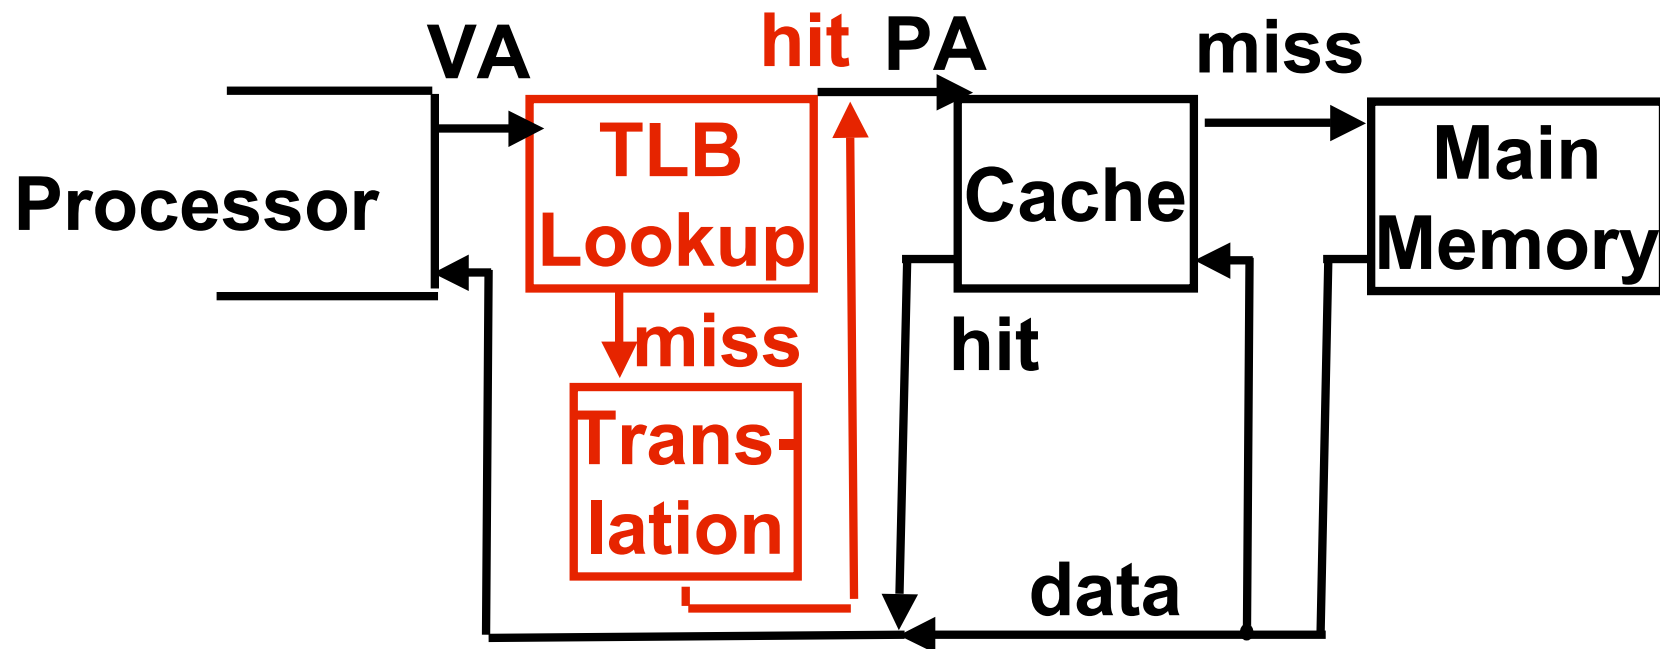 VA
hit
PA
miss
Processor
TLB
Lookup
Cache
Main
Memory
miss
hit
Trans-
lation
data